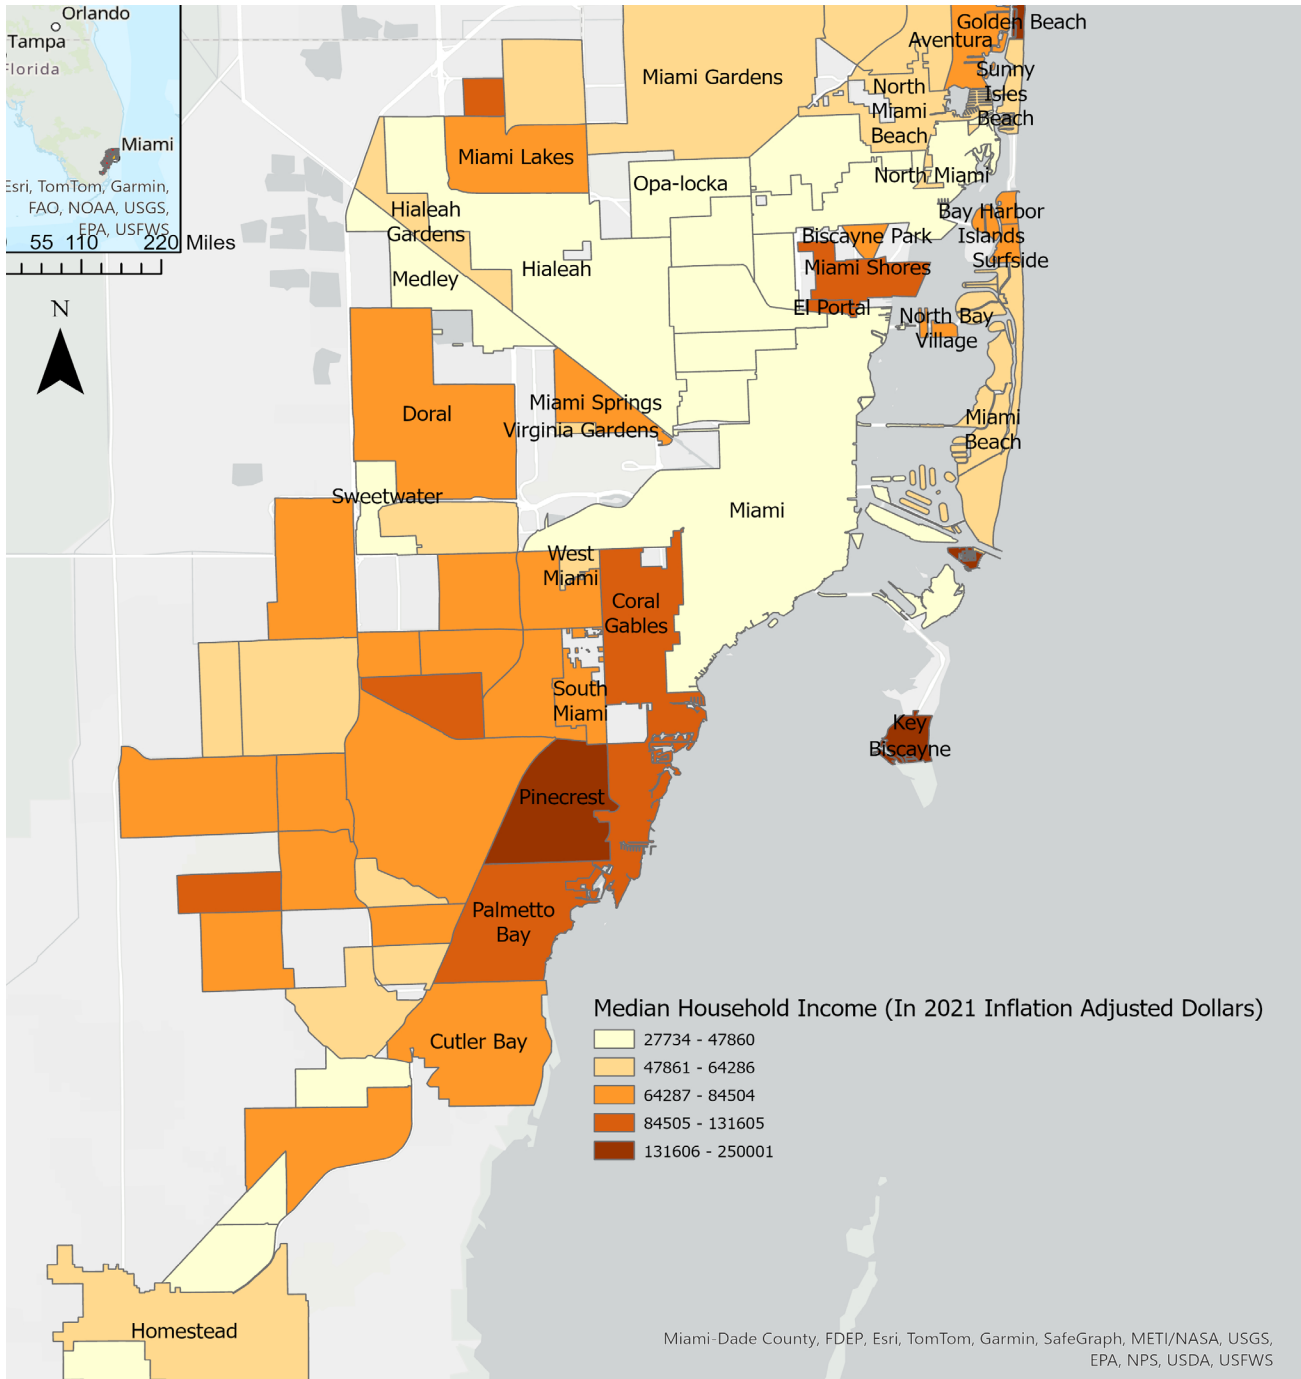 Orlando
Tampa
Florida
Miami
Esri, TomTom, Garmin,
FAO, NOAA, USGS,
EPA, USFWS
55 110 220 Miles
N
Golden Beach
Aventura
Sunny
Isles
Beach
Miami Gardens
North
Miami
Beach
Miami Lakes
Opa-locka
North Miami
Hialeah
Gardens
Bay Harbor
Islands
Biscayne Park
Surfside
Medley
Hialeah
Miami Shores
El Portal
North Bay
Village
Miami Springs
Doral
Virginia Gardens
Miami
Beach
Sweetwater
Miami
West
Miami
Coral
Gables
South
Miami
Key
Biscayne
Pinecrest
Palmetto
Bay
Cutler Bay
Homestead
Median Household Income (In 2021 Inflation Adjusted Dollars)
27734 - 47860
47861 - 64286
64287 - 84504
84505 - 131605
131606 - 250001
Miami-Dade County, FDEP, Esri, TomTom, Garmin, SafeGraph, METI/NASA, USGS,
EPA, NPS, USDA, USFWS